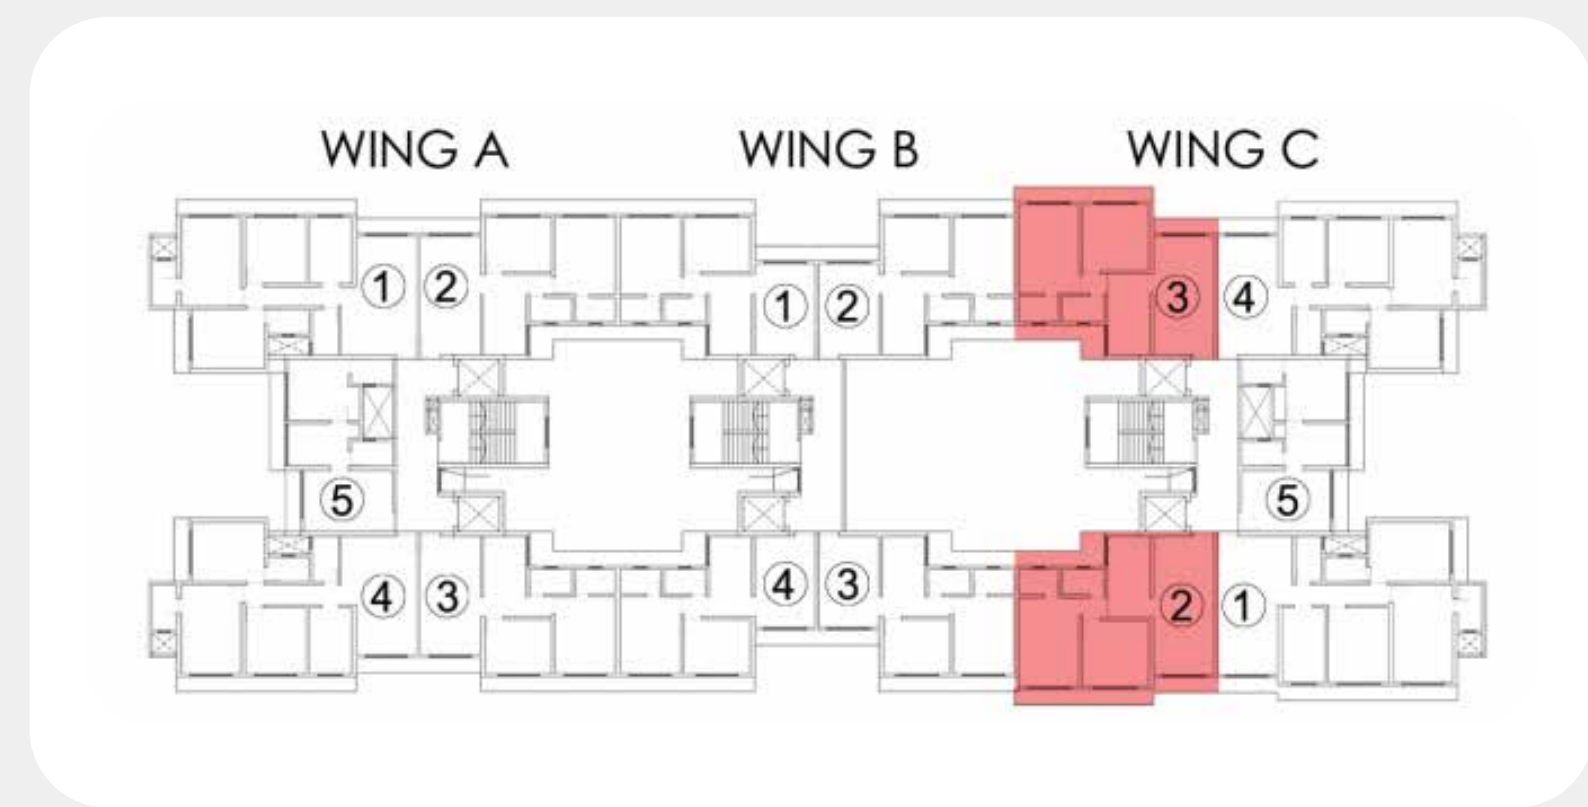 WING A WING B WING C
① ② ① ② ③ ④
⑤ ⑤
④ ③ ④ ③ ② ①